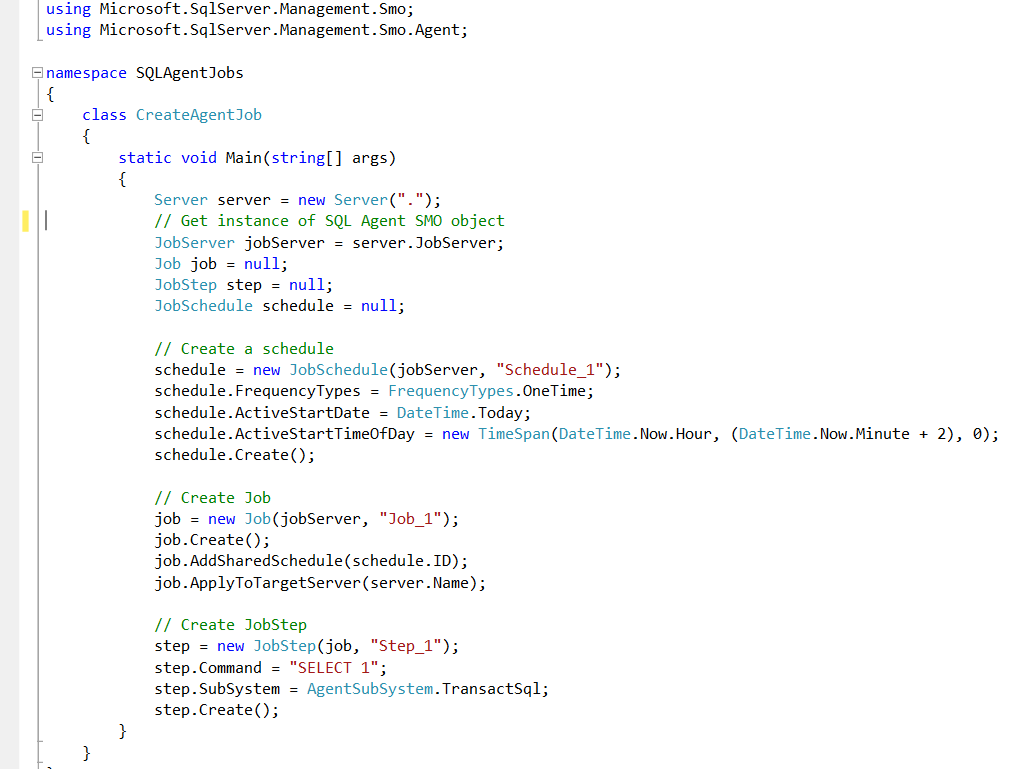 using Microsoft.SqlServer.Management.Smo;
using Microsoft.SqlServer.Management.Smo.Agent;
namespace SQLAgentJobs
{
class CreateAgentJob
{
static void Main(string[] args)
{
Server server = new Server(".");
// Get instance of SQL Agent SMO object
JobServer jobServer = server.JobServer;
Job job = null;
JobStep step = null;
JobSchedule schedule = null;
// Create a schedule
schedule = new JobSchedule(jobServer, "Schedule_1");
schedule.FrequencyTypes = FrequencyTypes.OneTime;
schedule.ActiveStartDate = DateTime.Today;
schedule.ActiveStartTimeOfDay = new TimeSpan(DateTime.Now.Hour, (DateTime.Now.Minute + 2), 0);
schedule.Create();
// Create Job
job = new Job(jobServer, "Job_1");
job.Create();
job.AddSharedSchedule(schedule.ID);
job.ApplyToTargetServer(server.Name);
// Create JobStep
step = new JobStep(job, "Step_1");
step.Command = "SELECT 1";
step.SubSystem = AgentSubSystem.TransactSql;
step.Create();
}
}